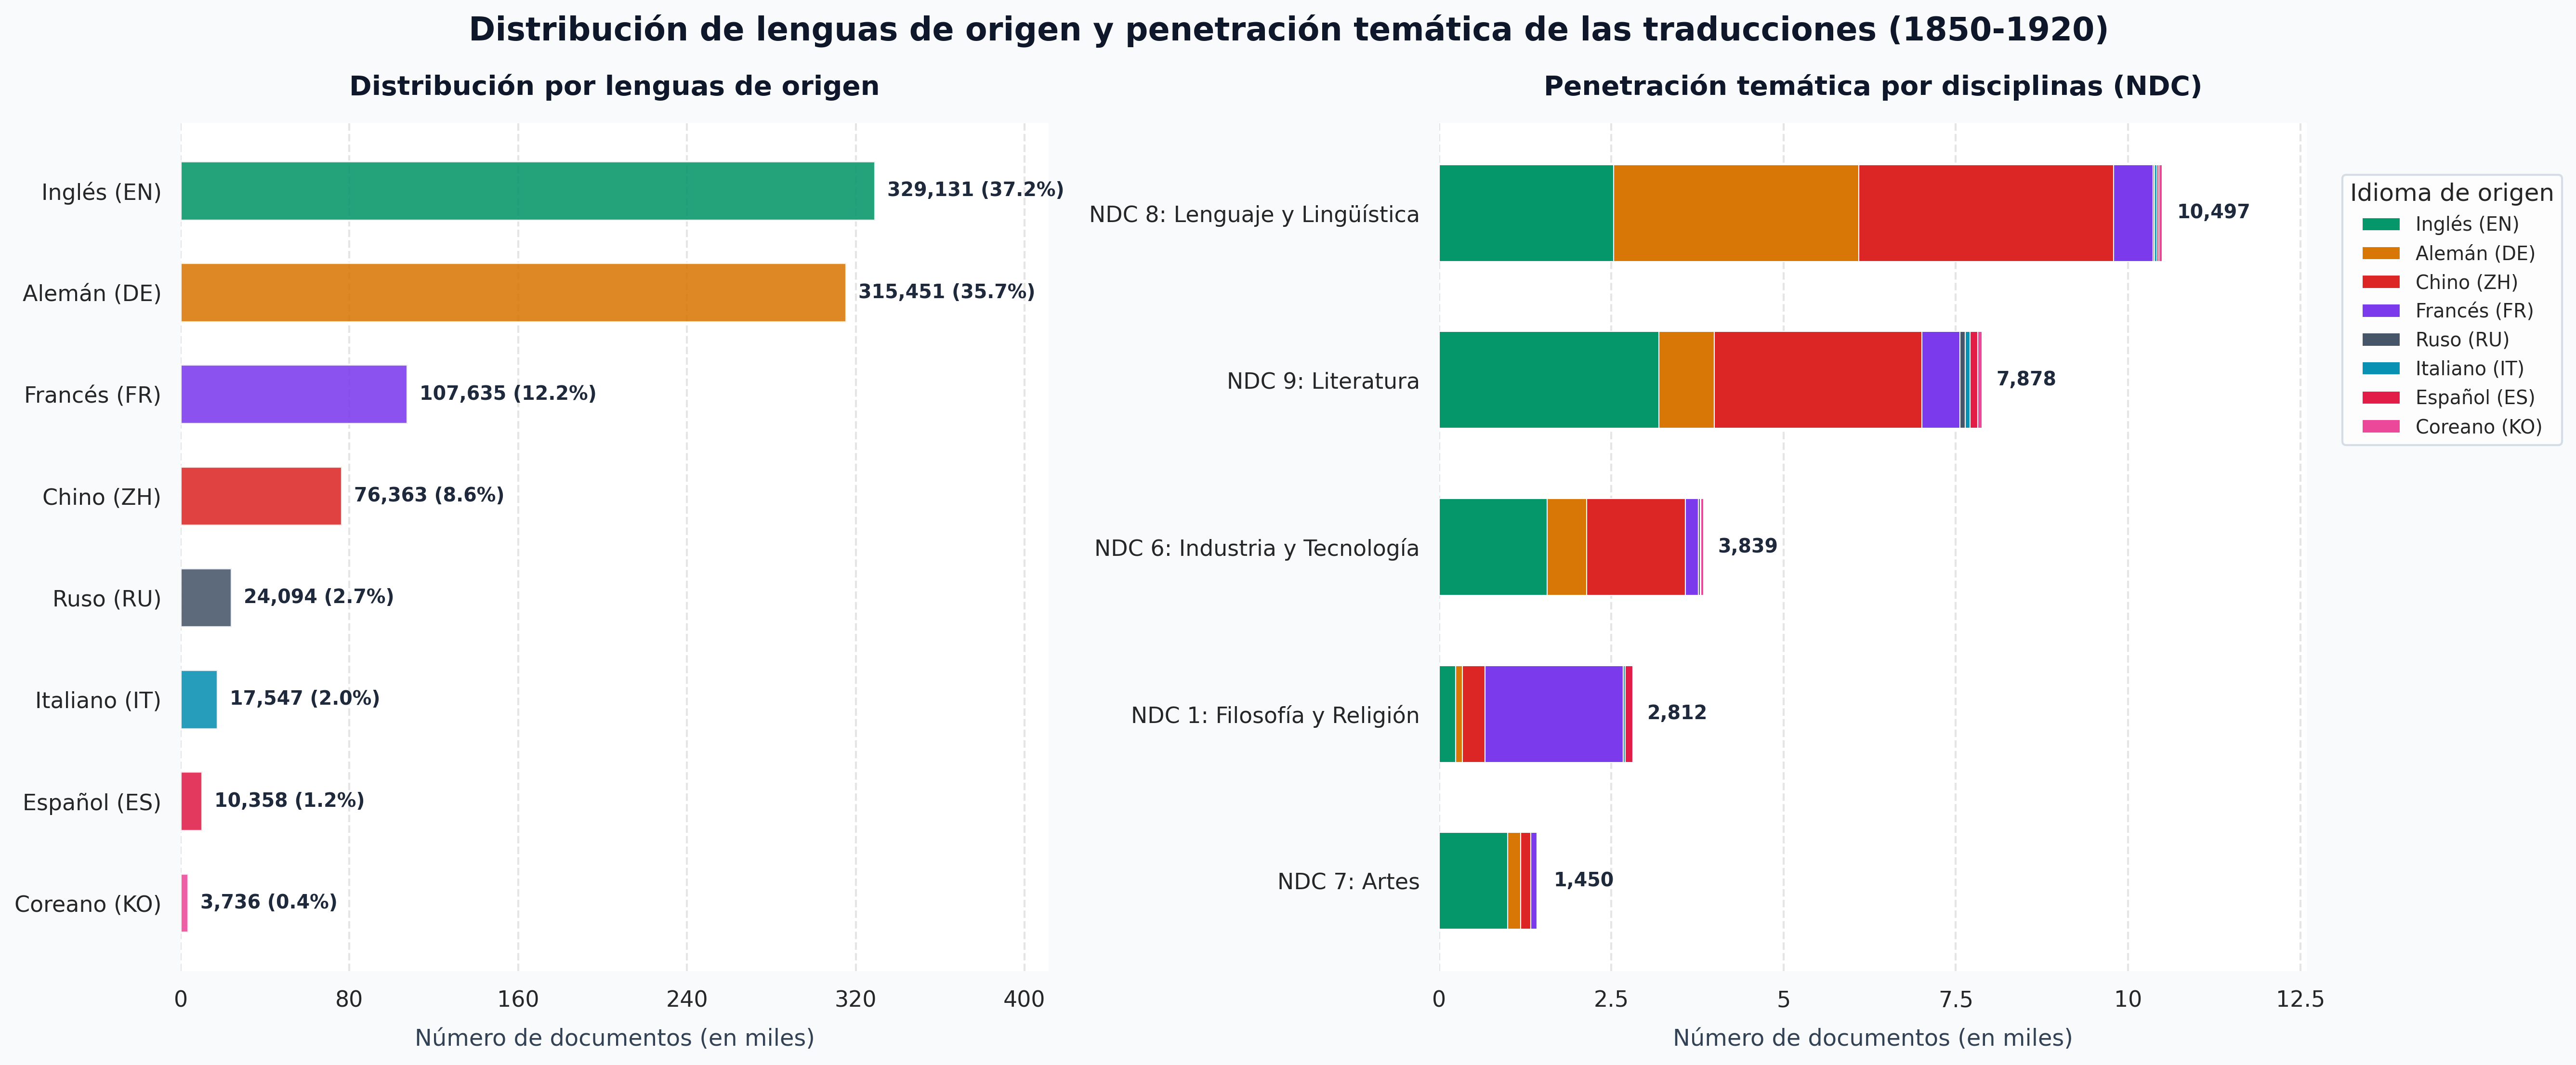 Distribución de lenguas de origen y penetración temática de las traducciones (1850-1920)
Distribución por lenguas de origen
Inglés (EN)
329,131 (37.2%)
Alemán (DE)
315,451 (35.7%)
Francés (FR)
107,635 (12.2%)
Chino (ZH)
76,363 (8.6%)
Ruso (RU)
24,094 (2.7%)
Italiano (IT)
17,547 (2.0%)
Español (ES)
10,358 (1.2%)
Coreano (KO)
3,736 (0.4%)
0 80 160 240 320 400
Número de documentos (en miles)
Penetración temática por disciplinas (NDC)
NDC 8: Lenguaje y Lingüística
10,497
NDC 9: Literatura
7,878
NDC 6: Industria y Tecnología
3,839
NDC 1: Filosofía y Religión
2,812
NDC 7: Artes
1,450
0 2.5 5 7.5 10 12.5
Número de documentos (en miles)
Idioma de origen
Inglés (EN)
Alemán (DE)
Chino (ZH)
Francés (FR)
Ruso (RU)
Italiano (IT)
Español (ES)
Coreano (KO)